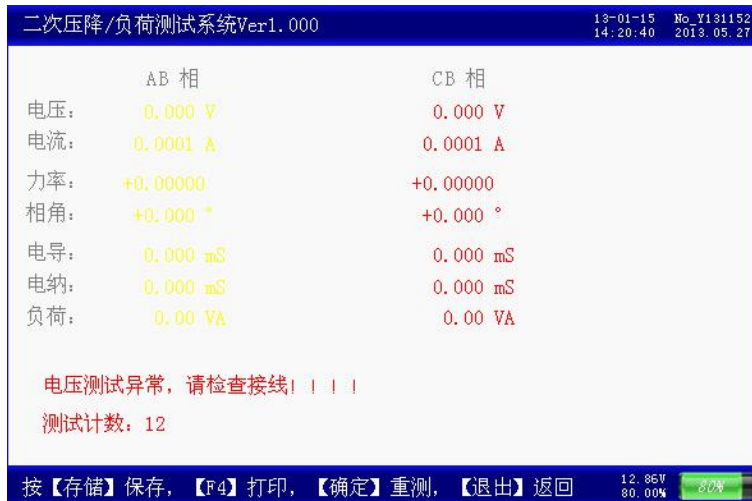 二次压降/负荷测试系统Ver1.000 13-01-15 No_Y131152
14:20:40 2013.05.27
AB 相 CB 相
电压： 0.000 V 0.000 V
电流： 0.0001 A 0.0001 A
力率： +0.00000 +0.00000
相角： +0.000 ° +0.000 °
电导： 0.000 mS 0.000 mS
电纳： 0.000 mS 0.000 mS
负荷： 0.00 VA 0.00 VA
电压测试异常，请检查接线！！！！
测试计数：12
按【存储】保存，【F4】打印，【确定】重测，【退出】返回 12.86V
80.00% 80%